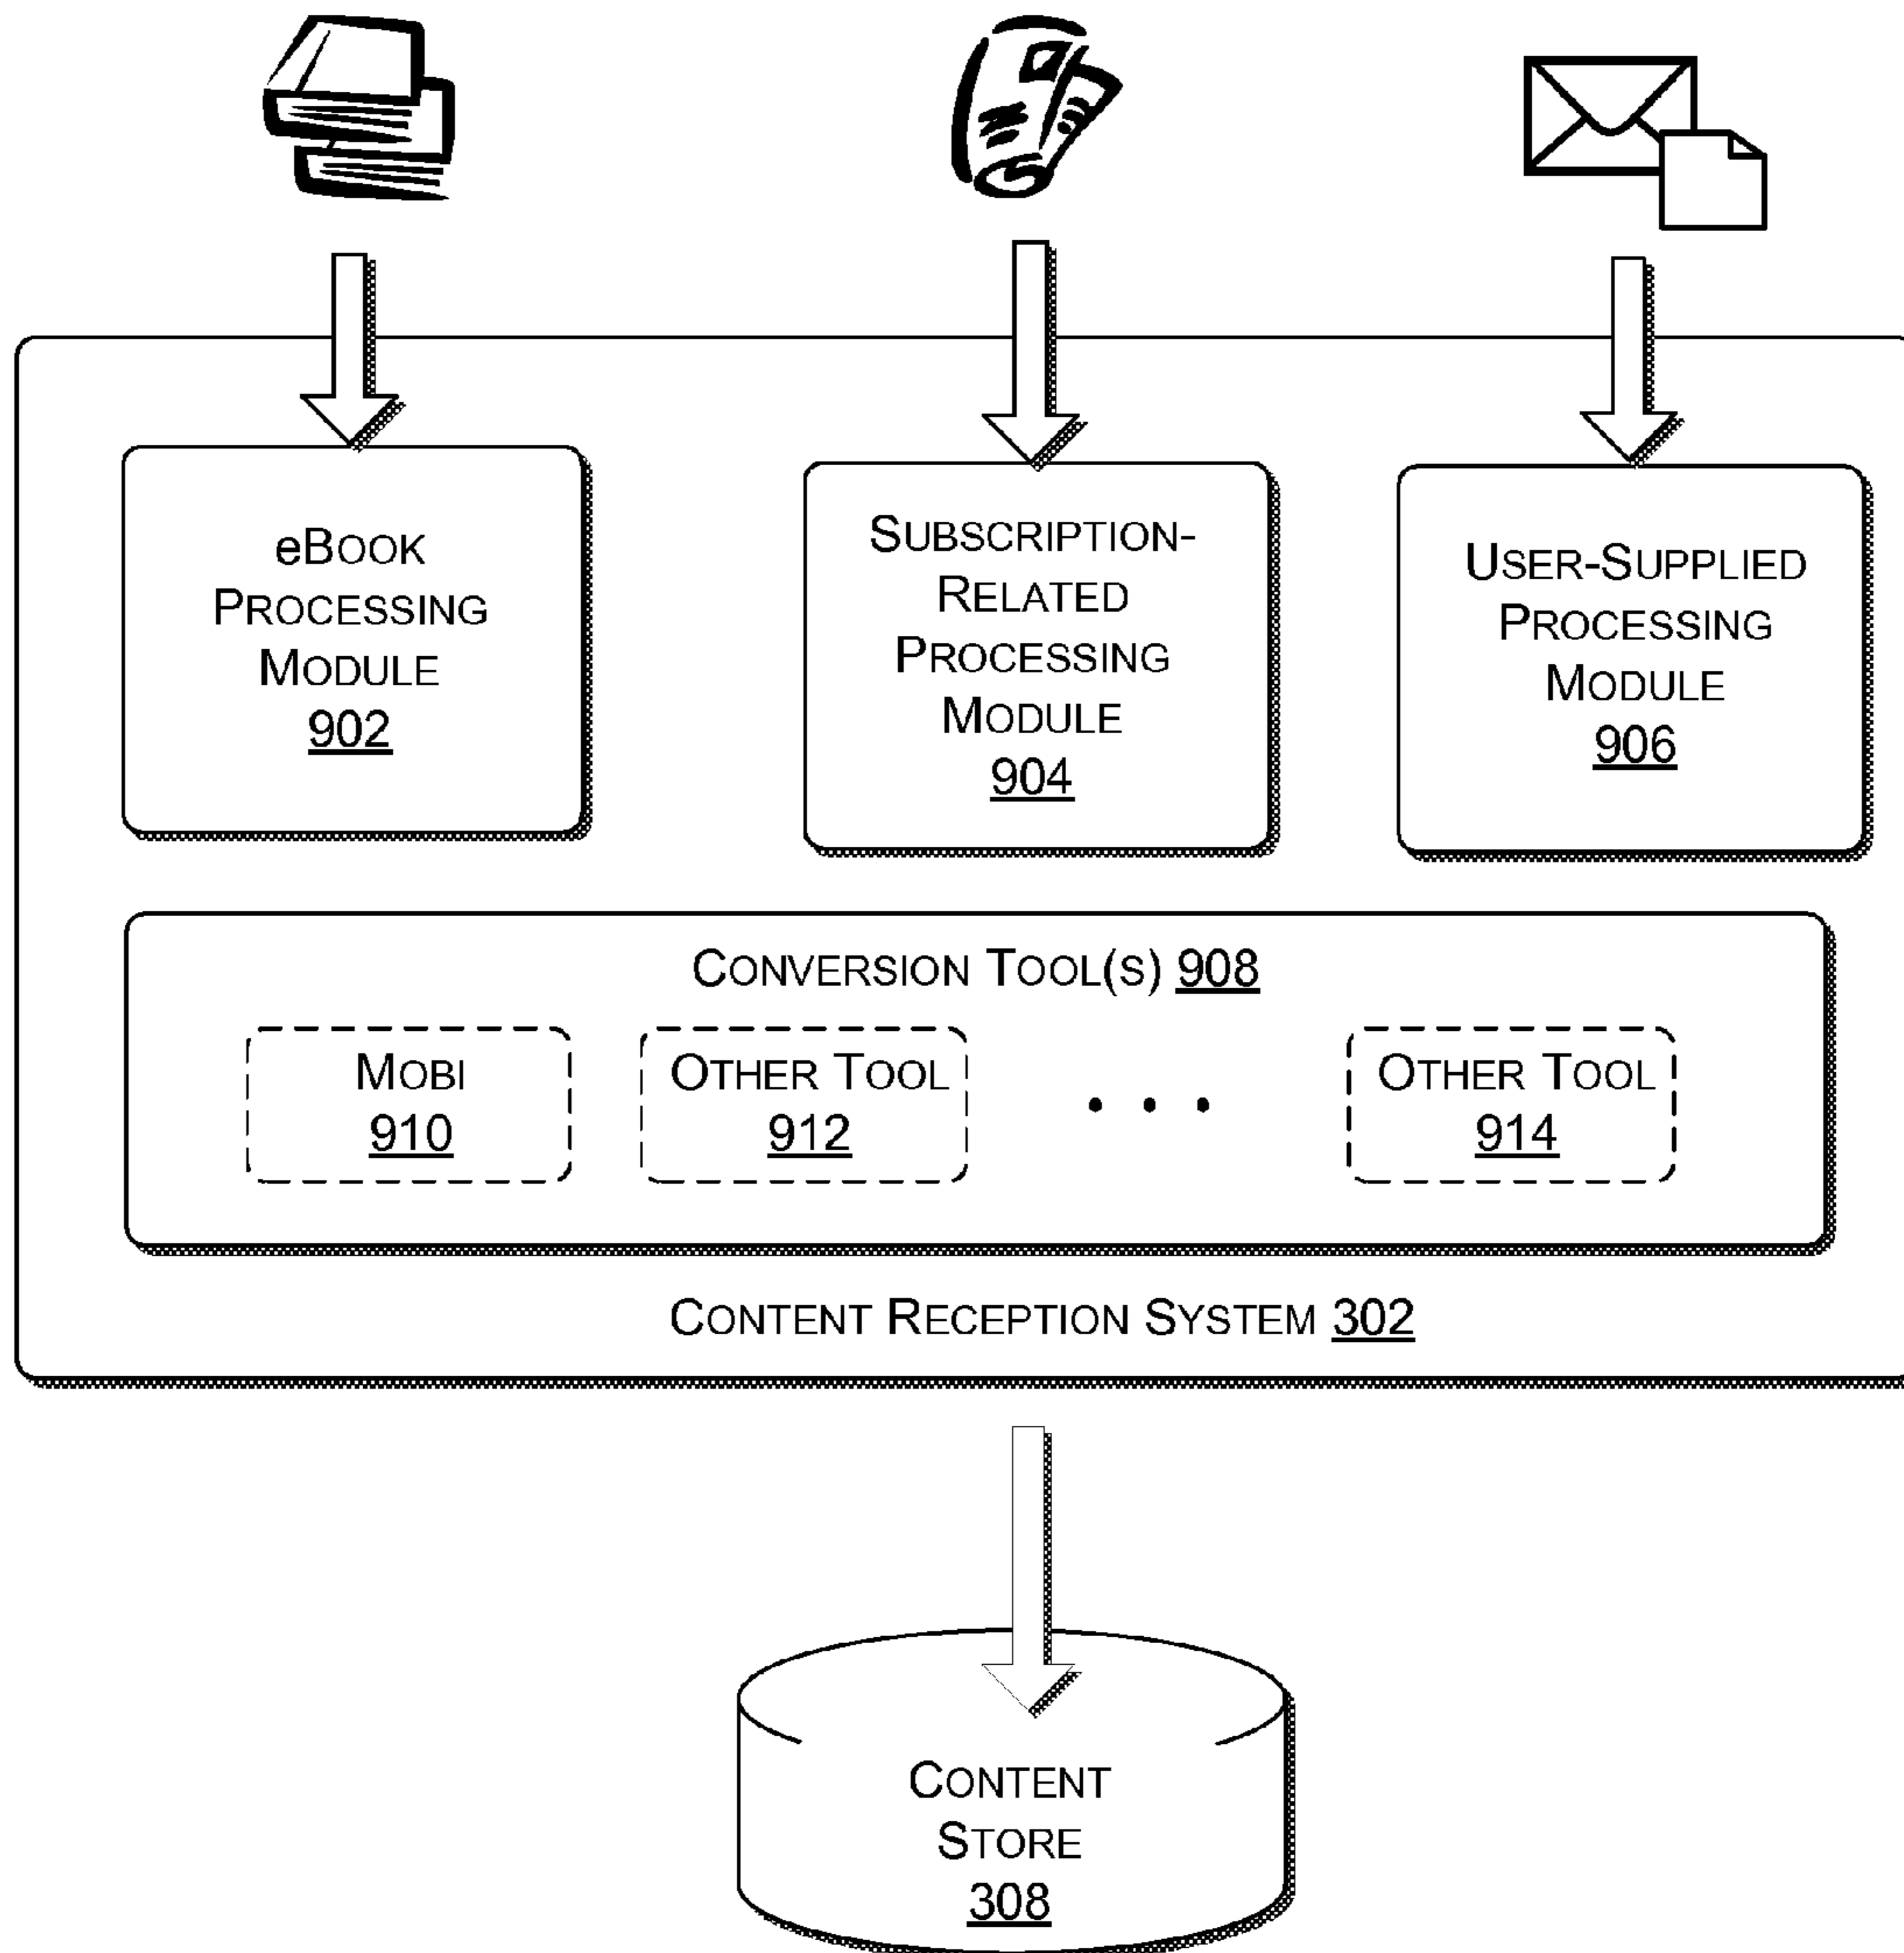 eBOOK
PROCESSING
MODULE
902
SUBSCRIPTION-
RELATED
PROCESSING
MODULE
904
USER-SUPPLIED
PROCESSING
MODULE
906
CONVERSION TOOL(S) 908
MOBI
910
OTHER TOOL
912
• • •
OTHER TOOL
914
CONTENT RECEPTION SYSTEM 302
CONTENT
STORE
308